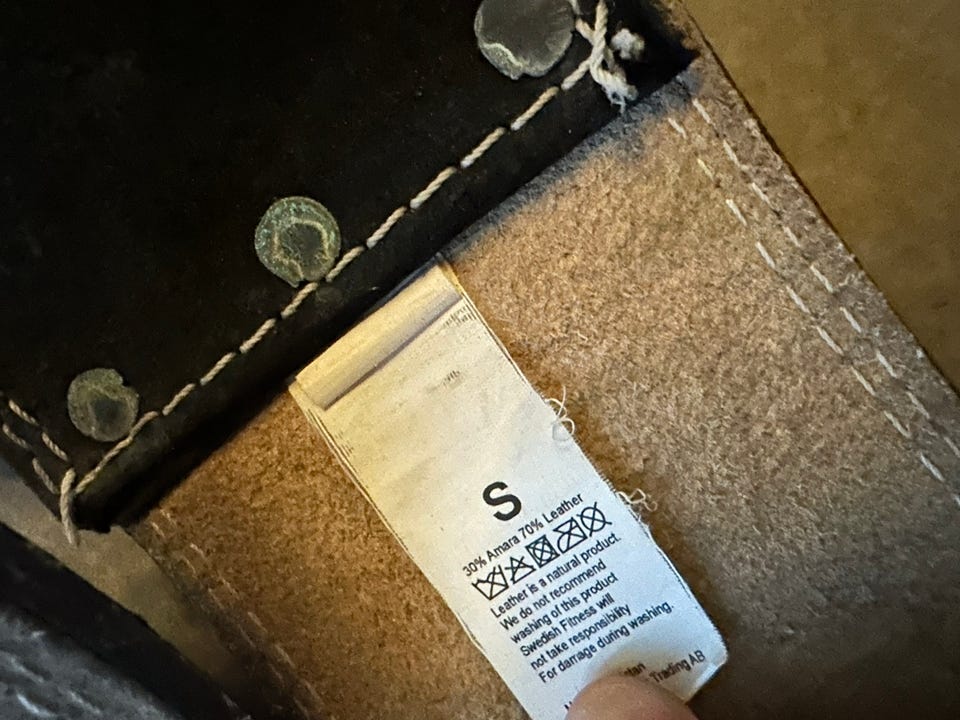 S
30% Amara 70% Leather
Leather is a natural product.
We do not recommend
washing of this product
Swedish Fitness will
not take responsibility
For damage during washing.
Trading AB